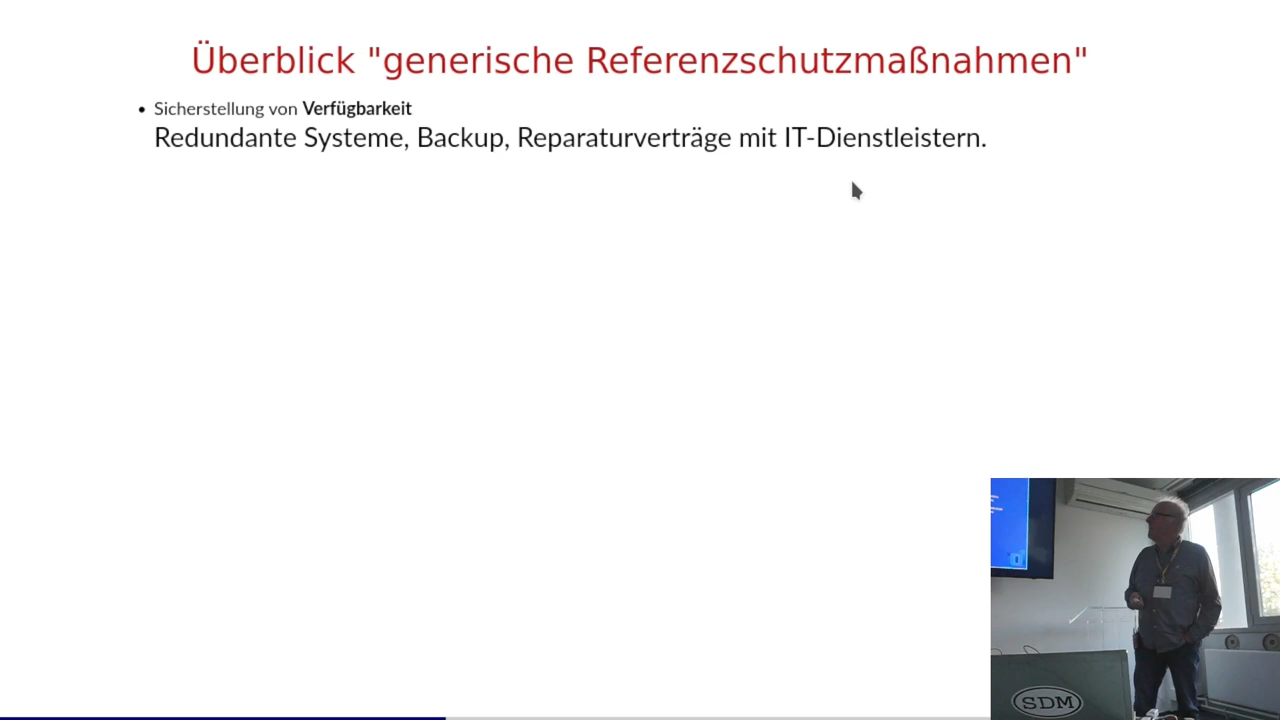 Überblick "generische Referenzschutzmaßnahmen"
• Sicherstellung von Verfügbarkeit
Redundante Systeme, Backup, Reparaturverträge mit IT-Dienstleistern.
SDM